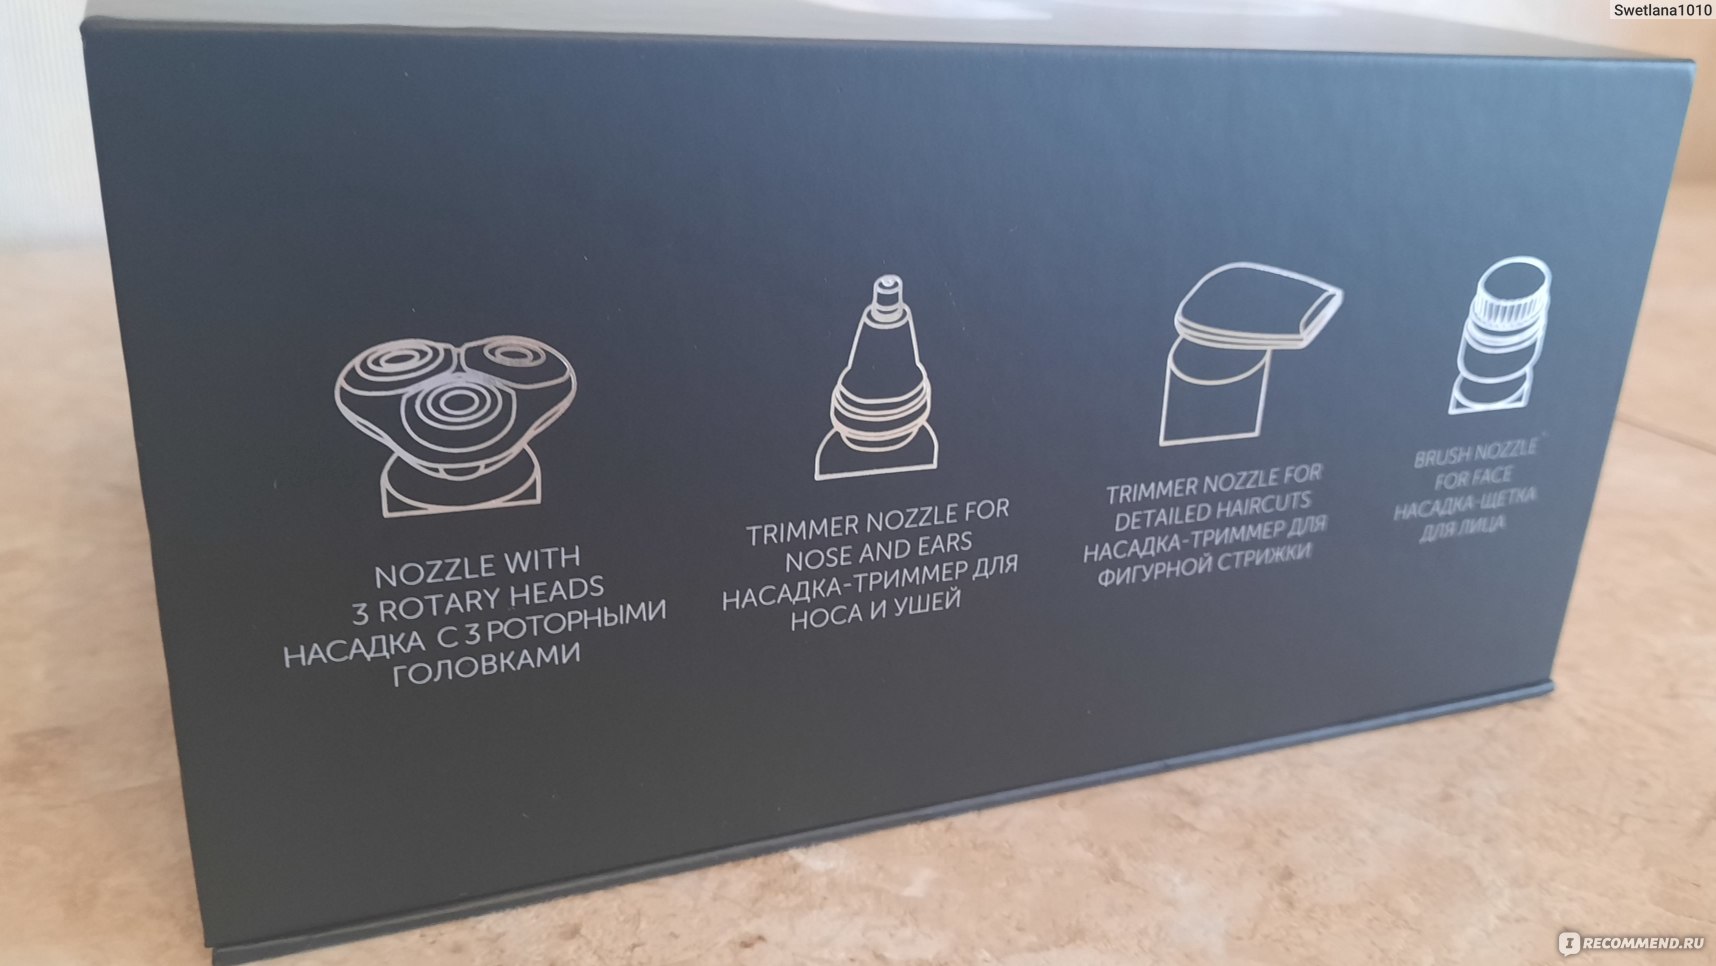 Swetlana1010
NOZZLE WITH
3 ROTARY HEADS
НАСАДКА С 3 РОТОРНЫМИ
ГОЛОВКАМИ
TRIMMER NOZZLE FOR
NOSE AND EARS
НАСАДКА-ТРИММЕР ДЛЯ
НОСА И УШЕЙ
TRIMMER NOZZLE FOR
DETAILED HAIRCUTS
НАСАДКА-ТРИММЕР ДЛЯ
ФИГУРНОЙ СТРИЖКИ
BRUSH NOZZLE
FOR FACE
НАСАДКА-ЩЕТКА
ДЛЯ ЛИЦА
IRECOMMEND.RU